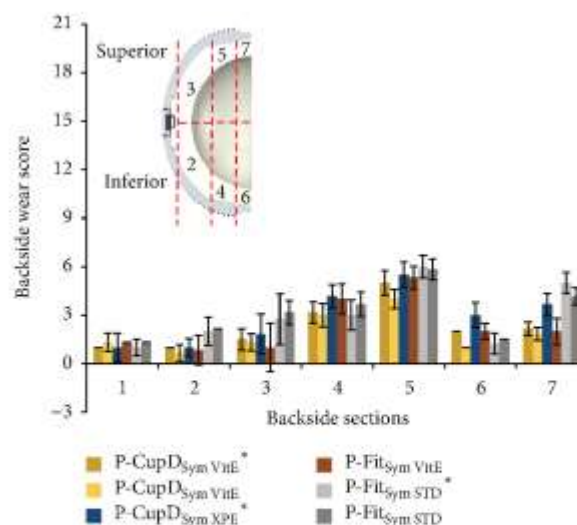 21
18
15
12
9
6
3
0
−3
Backside wear score
Superior
Inferior
5
7
3
2
4
6
1 2 3 4 5 6 7
Backside sections
P-CupD Sym VitE *
P-CupD Sym VitE
P-CupD Sym XPE *
P-Fit Sym VitE
P-Fit Sym STD *
P-Fit Sym STD